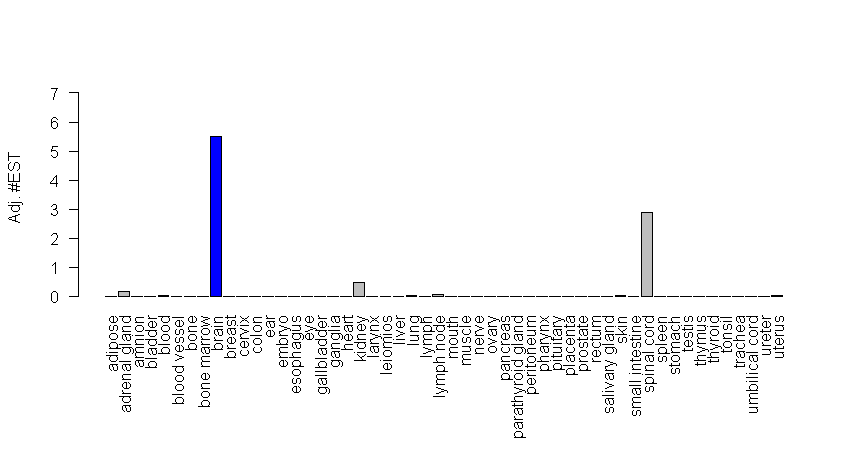 Adj. #EST
7
6
5
4
3
2
1
0
adipose
adrenal gland
amnion
bladder
blood
blood vessel
bone
bone marrow
brain
breast
cervix
colon
ear
embryo
esophagus
eye
gallbladder
ganglia
heart
kidney
larynx
leiomios
liver
lung
lymph
lymph node
mouth
muscle
nerve
ovary
pancreas
parathyroid gland
peritoneum
pharynx
pituitary
placenta
prostate
rectum
salivary gland
skin
small intestine
spinal cord
spleen
stomach
testis
thymus
thyroid
tonsil
trachea
umbilical cord
ureter
uterus